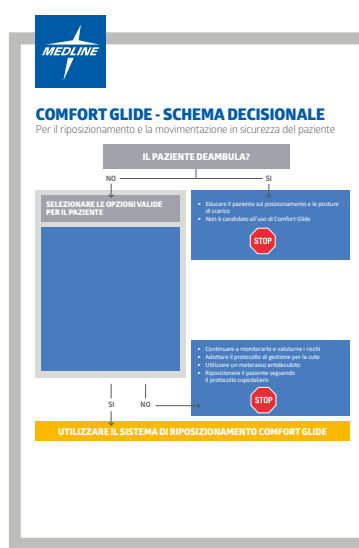 MEDLINE
COMFORT GLIDE - SCHEMA DECISIONALE
Per il riposizionamento e la movimentazione in sicurezza del paziente
IL PAZIENTE DEAMBULA?
NO
SI
SELEZIONARE LE OPZIONI VALIDE
PER IL PAZIENTE
• Educare il paziente sul posizionamento e le posture
di scarico
• Non è candidato all'uso di Comfort Glide
STOP
• Continuare a monitorarlo e valutarne i rischi
• Adottare il protocollo di gestione per la cute
• Utilizzare un materasso antidecubito
• Riposizionare il paziente seguendo
il protocollo ospedaliero
STOP
SI
NO
UTILIZZARE IL SISTEMA DI RIPOSIZIONAMENTO COMFORT GLIDE